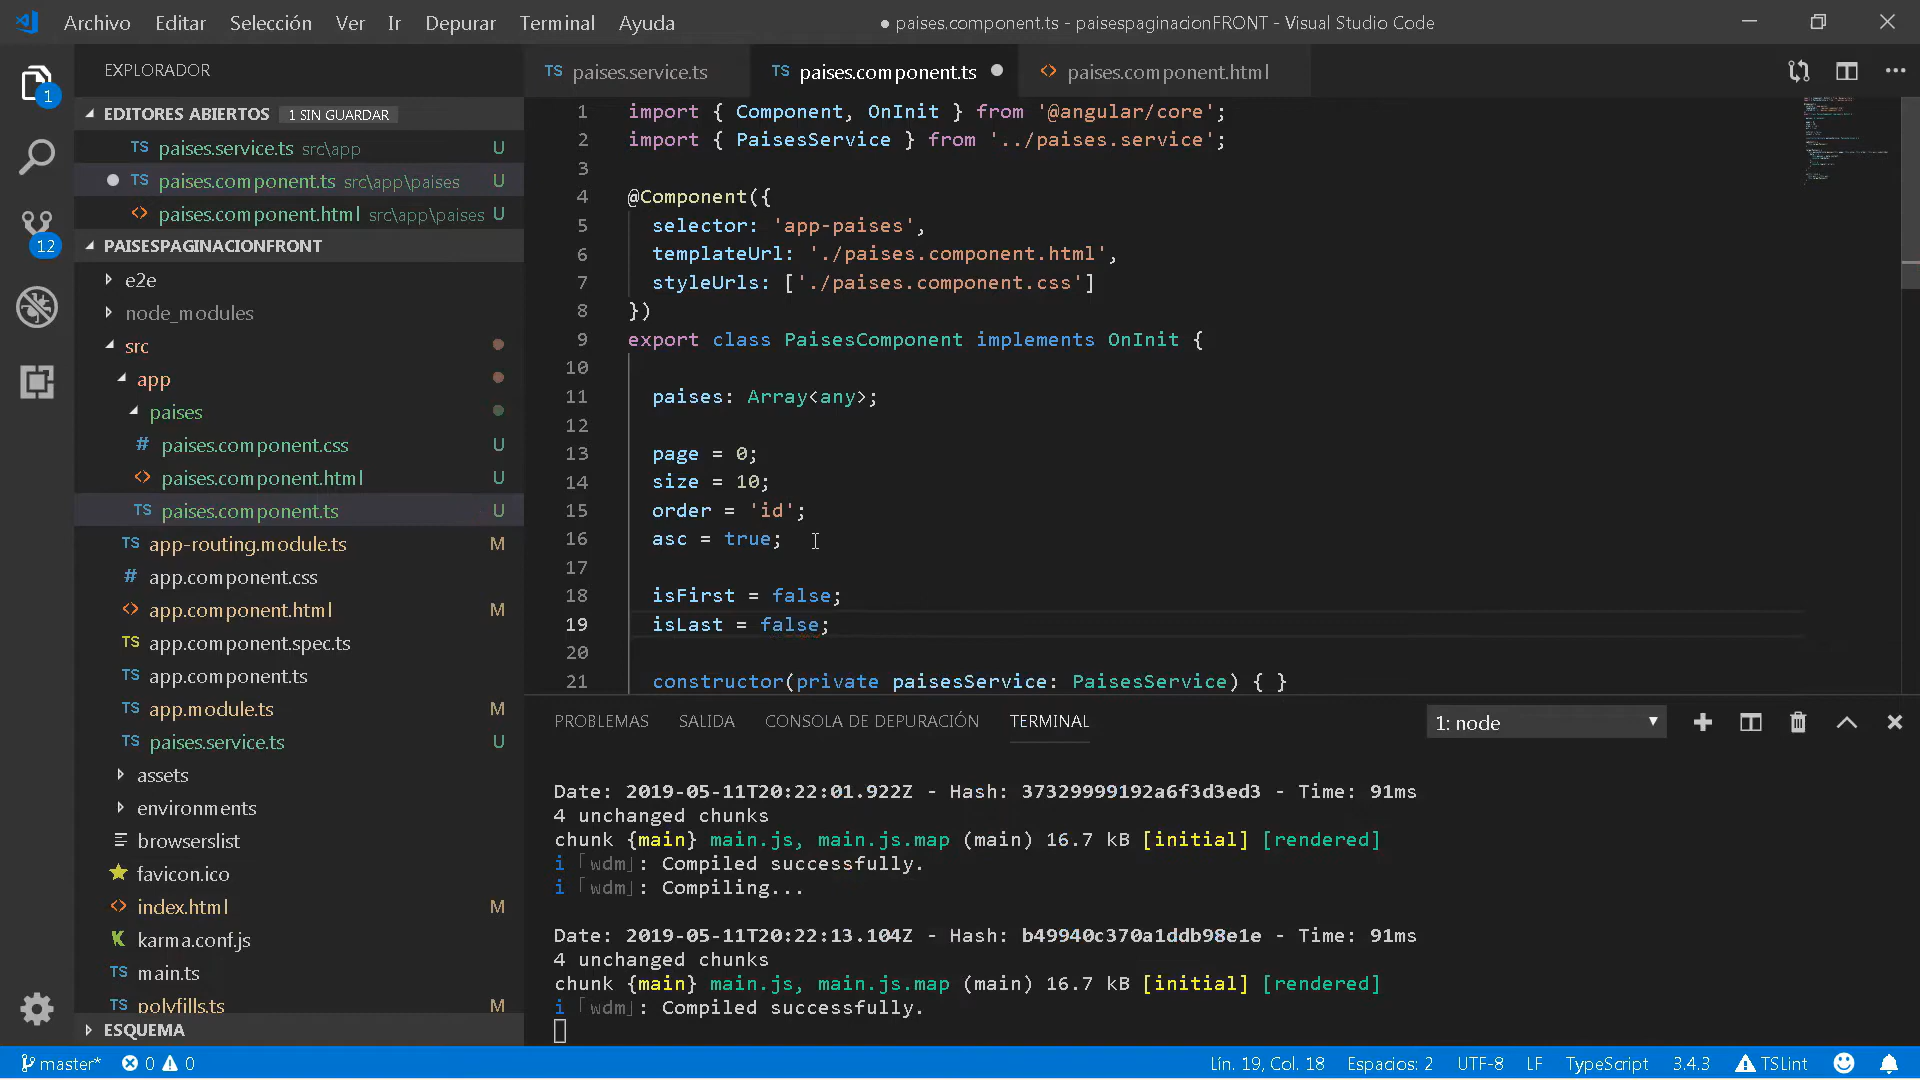 Archivo Editar Selección Ver Ir Depurar Terminal Ayuda ● paises.component.ts - paisespaginacionFRONT - Visual Studio Code
EXPLORADOR
1
EDITORES ABIERTOS 1 SIN GUARDAR
TS paises.service.ts src\app U
TS paises.component.ts src\app\paises U
<> paises.component.html src\app\paises U
12
PAISESPAGINACIONFRONT
e2e
node_modules
src
app
paises
# paises.component.css U
<> paises.component.html U
TS paises.component.ts U
TS app-routing.module.ts M
# app.component.css
<> app.component.html M
TS app.component.spec.ts
TS app.component.ts
TS app.module.ts M
TS paises.service.ts U
assets
environments
browserslist
favicon.ico
<> index.html M
karma.conf.js
TS main.ts
TS polyfills.ts M
ESQUEMA
TS paises.service.ts TS paises.component.ts ● <> paises.component.html
1 import { Component, OnInit } from '@angular/core';
2 import { PaisesService } from '../paises.service';
3
4 @Component({
5 selector: 'app-paises',
6 templateUrl: './paises.component.html',
7 styleUrls: ['./paises.component.css']
8 })
9 export class PaisesComponent implements OnInit {
10
11 paises: Array<any>;
12
13 page = 0;
14 size = 10;
15 order = 'id';
16 asc = true;
17
18 isFirst = false;
19 isLast = false;
20
21 constructor(private paisesService: PaisesService) { }
PROBLEMAS SALIDA CONSOLA DE DEPURACIÓN TERMINAL 1: node
Date: 2019-05-11T20:22:01.922Z - Hash: 37329999192a6f3d3ed3 - Time: 91ms
4 unchanged chunks
chunk {main} main.js, main.js.map (main) 16.7 kB [initial] [rendered]
i ｢wdm｣: Compiled successfully.
i ｢wdm｣: Compiling...
Date: 2019-05-11T20:22:13.104Z - Hash: b49940c370a1ddb98e1e - Time: 91ms
4 unchanged chunks
chunk {main} main.js, main.js.map (main) 16.7 kB [initial] [rendered]
i ｢wdm｣: Compiled successfully.
master* 0 0 Lín. 19, Col. 18 Espacios: 2 UTF-8 LF TypeScript 3.4.3 TSLint